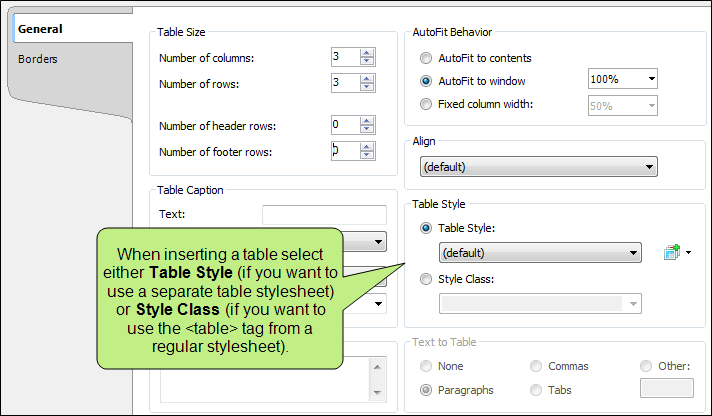 General
Borders
Table Size
Number of columns: 3
Number of rows: 3
Number of header rows: 0
Number of footer rows: 0
Table Caption
Text:
When inserting a table select
either Table Style (if you want to
use a separate table stylesheet)
or Style Class (if you want to
use the <table> tag from a
regular stylesheet).
AutoFit Behavior
AutoFit to contents
AutoFit to window 100%
Fixed column width: 50%
Align
(default)
Table Style
Table Style:
(default)
Style Class:
Text to Table
None Commas Other:
Paragraphs Tabs